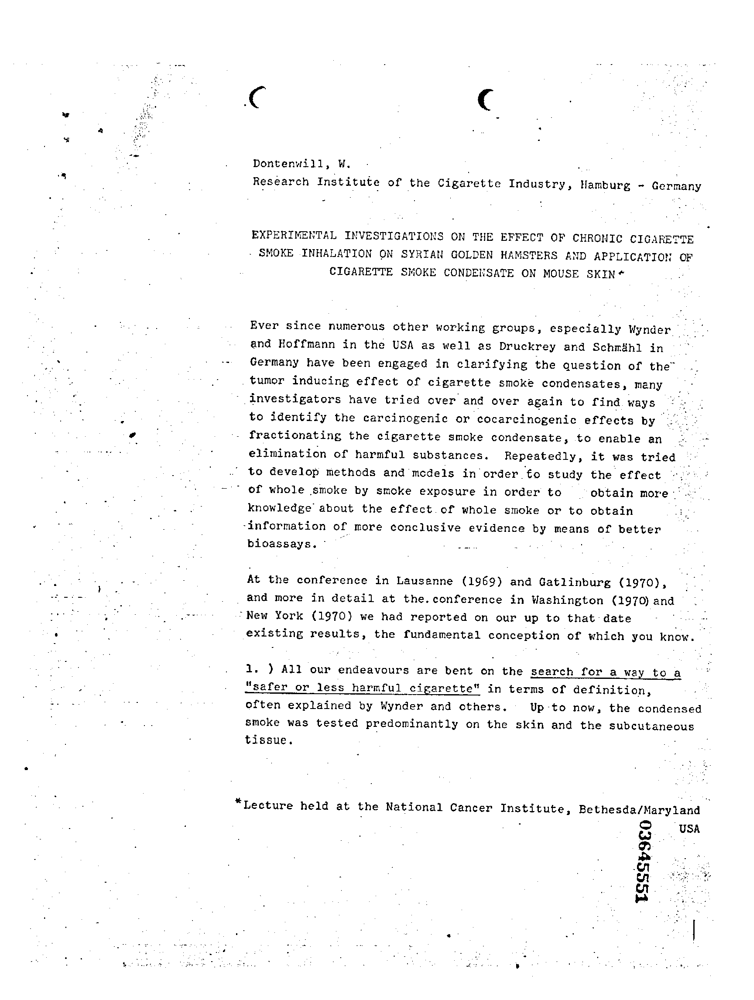 Dontenwill, W.
Research Institute of the Cigarette Industry, Hamburg - Germany
EXPERIMENTAL INVESTIGATIONS ON THE EFFECT OF CHRONIC CIGARETTE
SMOKE INHALATION ON SYRIAN GOLDEN HAMSTERS AND APPLICATION OF
CIGARETTE SMOKE CONDENSATE ON MOUSE SKIN*
Ever since numerous other working groups, especially Wynder
and Hoffmann in the USA as well as Druckrey and Schmähl in
Germany have been engaged in clarifying the question of the
tumor inducing effect of cigarette smoke condensates, many
investigators have tried over and over again to find ways
to identify the carcinogenic or cocarcinogenic effects by
fractionating the cigarette smoke condensate, to enable an
elimination of harmful substances. Repeatedly, it was tried
to develop methods and models in order to study the effect
of whole smoke by smoke exposure in order to obtain more
knowledge about the effect of whole smoke or to obtain
information of more conclusive evidence by means of better
bioassays.
At the conference in Lausanne (1969) and Gatlinburg (1970),
and more in detail at the conference in Washington (1970) and
New York (1970) we had reported on our up to that date
existing results, the fundamental conception of which you know.
1. ) All our endeavours are bent on the search for a way to a
"safer or less harmful cigarette" in terms of definition,
often explained by Wynder and others. Up to now, the condensed
smoke was tested predominantly on the skin and the subcutaneous
tissue.
*Lecture held at the National Cancer Institute, Bethesda/Maryland
USA
03645551